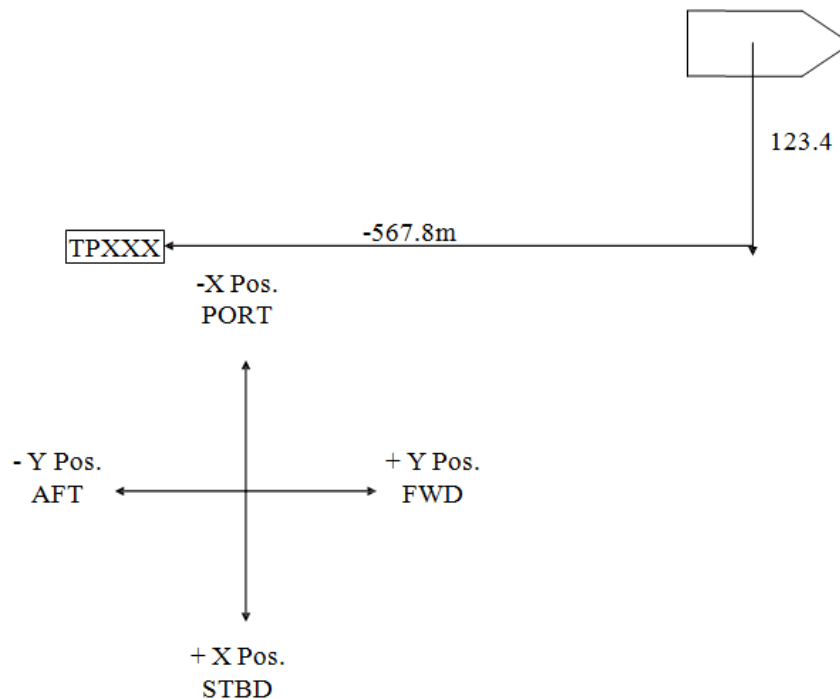 123.4
-567.8m
TPXXX
-X Pos.
PORT
- Y Pos.
AFT
+ Y Pos.
FWD
+ X Pos.
STBD